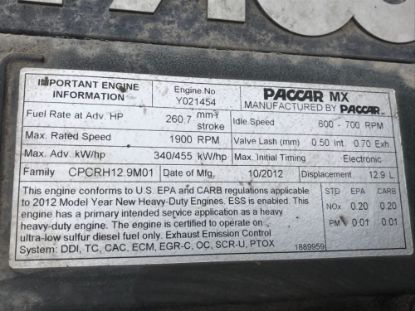 IMPORTANT ENGINE INFORMATION
Engine.No Y021454
PACCAR MX
MANUFACTURED BY PACCAR
Fuel Rate at Adv. HP 260.7 mm³/stroke
Idle Speed 600 - 700 RPM
Max. Rated Speed 1900 RPM
Valve Lash (mm) 0.50 int. 0.70 Exh
Max. Adv. kW/hp 340/455 kW/hp
Max. Initial Timing Electronic
Family CPCRH12.9M01
Date of Mfg. 10/2012
Displacement 12.9 L
This engine conforms to U.S. EPA and CARB regulations applicable
to 2012 Model Year New Heavy-Duty Engines. ESS is enabled. This
engine has a primary intended service application as a heavy
heavy-duty engine. This engine is certified to operate on
ultra-low sulfur diesel fuel only. Exhaust Emission Control
System: DDI, TC, CAC, ECM, EGR-C, OC, SCR-U, PTOX
STD EPA CARB
NOx 0.20 0.20
PM 0.01 0.01
1889959